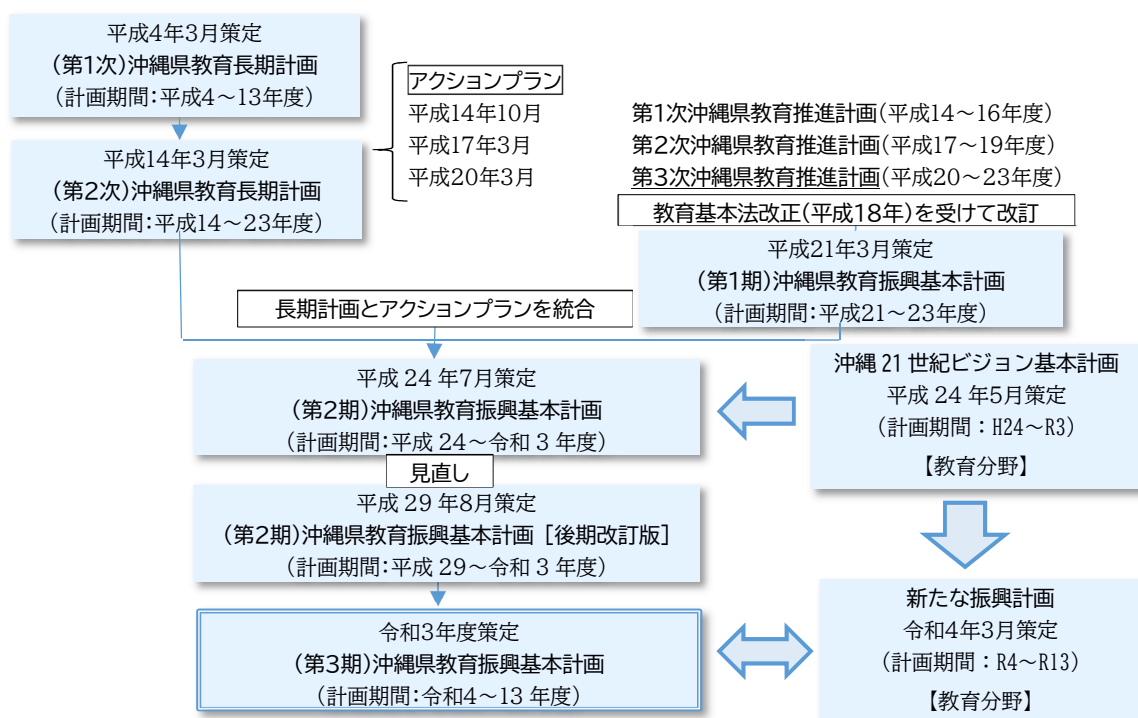 平成4年3月策定
(第1次)沖縄県教育長期計画
(計画期間:平成4～13年度)
平成14年3月策定
(第2次)沖縄県教育長期計画
(計画期間:平成14～23年度)
アクションプラン
平成14年10月 第1次沖縄県教育推進計画(平成14～16年度)
平成17年3月 第2次沖縄県教育推進計画(平成17～19年度)
平成20年3月 第3次沖縄県教育推進計画(平成20～23年度)
教育基本法改正(平成18年)を受けて改訂
平成21年3月策定
(第1期)沖縄県教育振興基本計画
(計画期間:平成21～23年度)
長期計画とアクションプランを統合
平成 24 年7月策定
(第2期)沖縄県教育振興基本計画
(計画期間:平成 24～令和 3 年度)
沖縄 21 世紀ビジョン基本計画
平成 24 年5月策定
(計画期間：H24～R3)
【教育分野】
見直し
平成 29 年8月策定
(第2期)沖縄県教育振興基本計画 [後期改訂版]
(計画期間:平成 29～令和 3 年度)
令和3年度策定
(第3期)沖縄県教育振興基本計画
(計画期間:令和4～13 年度)
新たな振興計画
令和4年3月策定
(計画期間：R4～R13)
【教育分野】